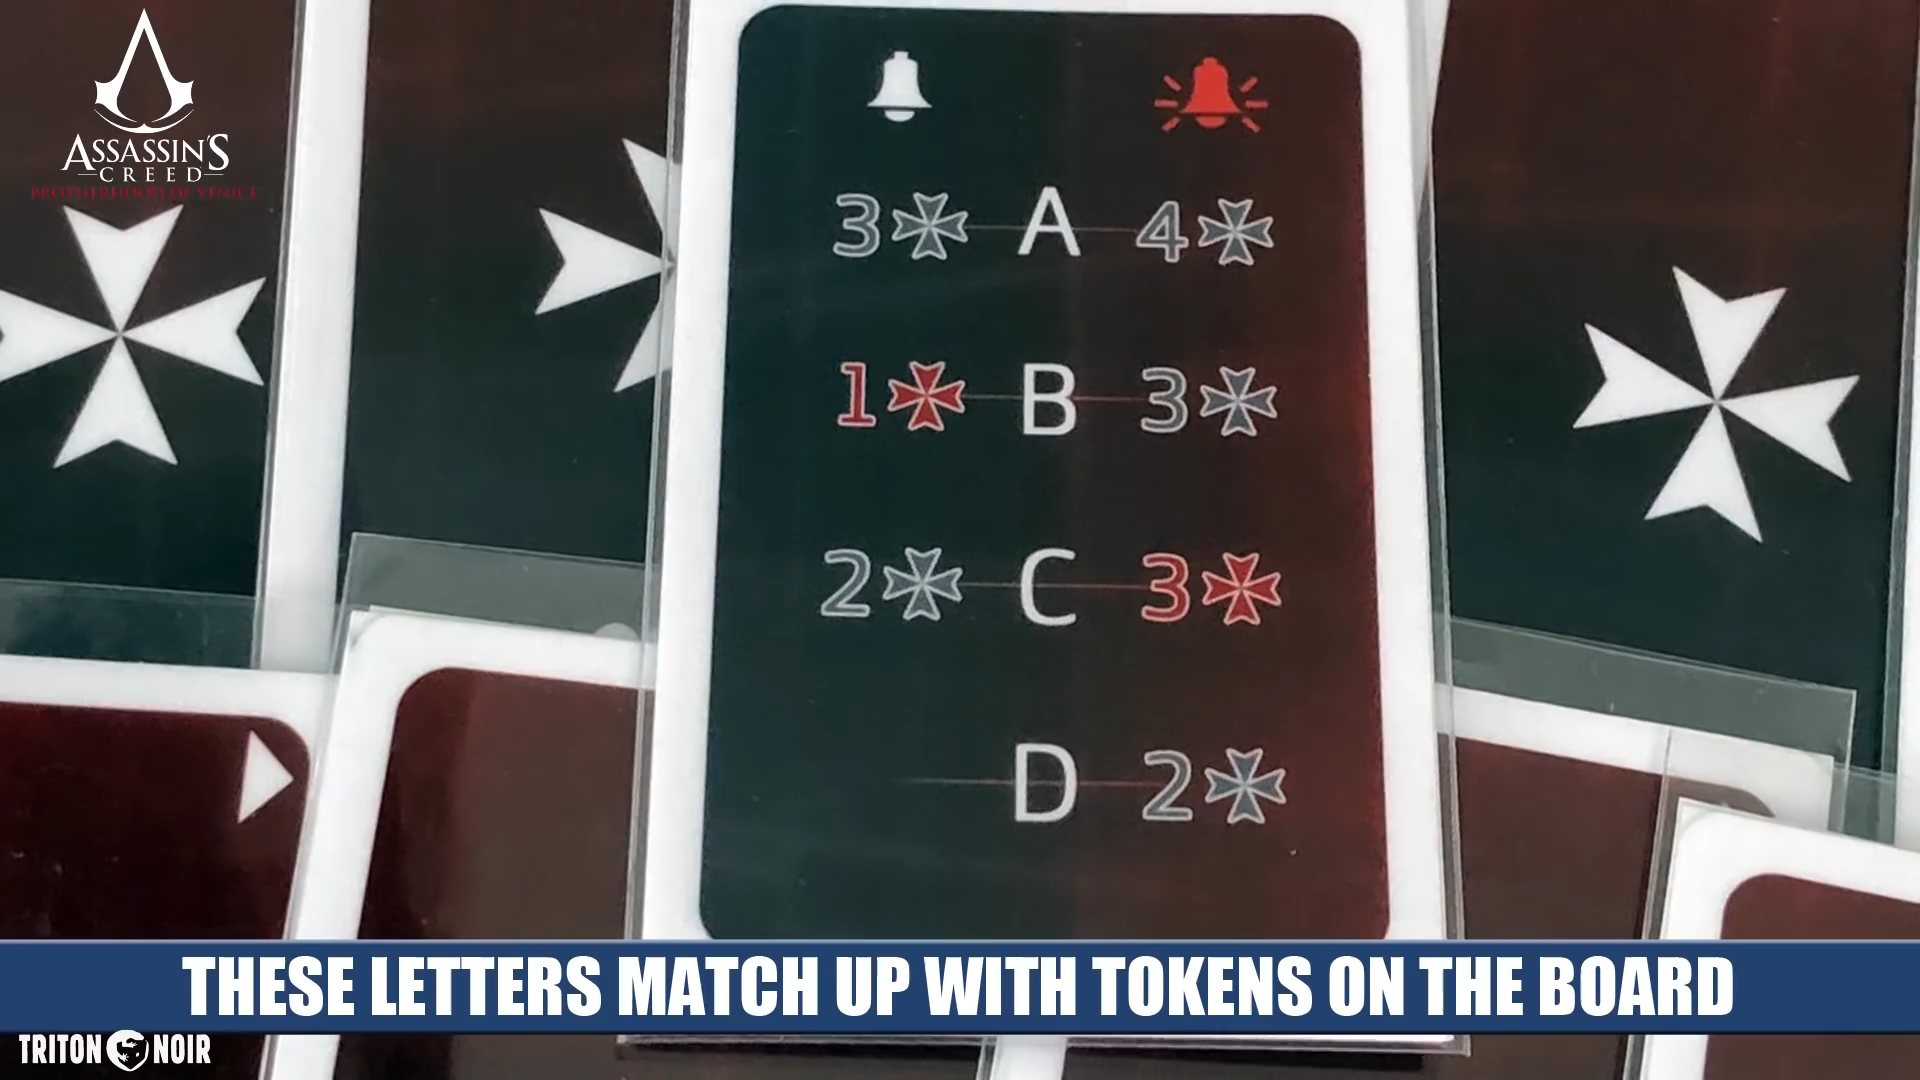 ASSASSIN'S
CREED
BROTHERHOOD OF VENICE
3 A 4
1 B 3
2 C 3
D 2
THESE LETTERS MATCH UP WITH TOKENS ON THE BOARD
TRITON NOIR